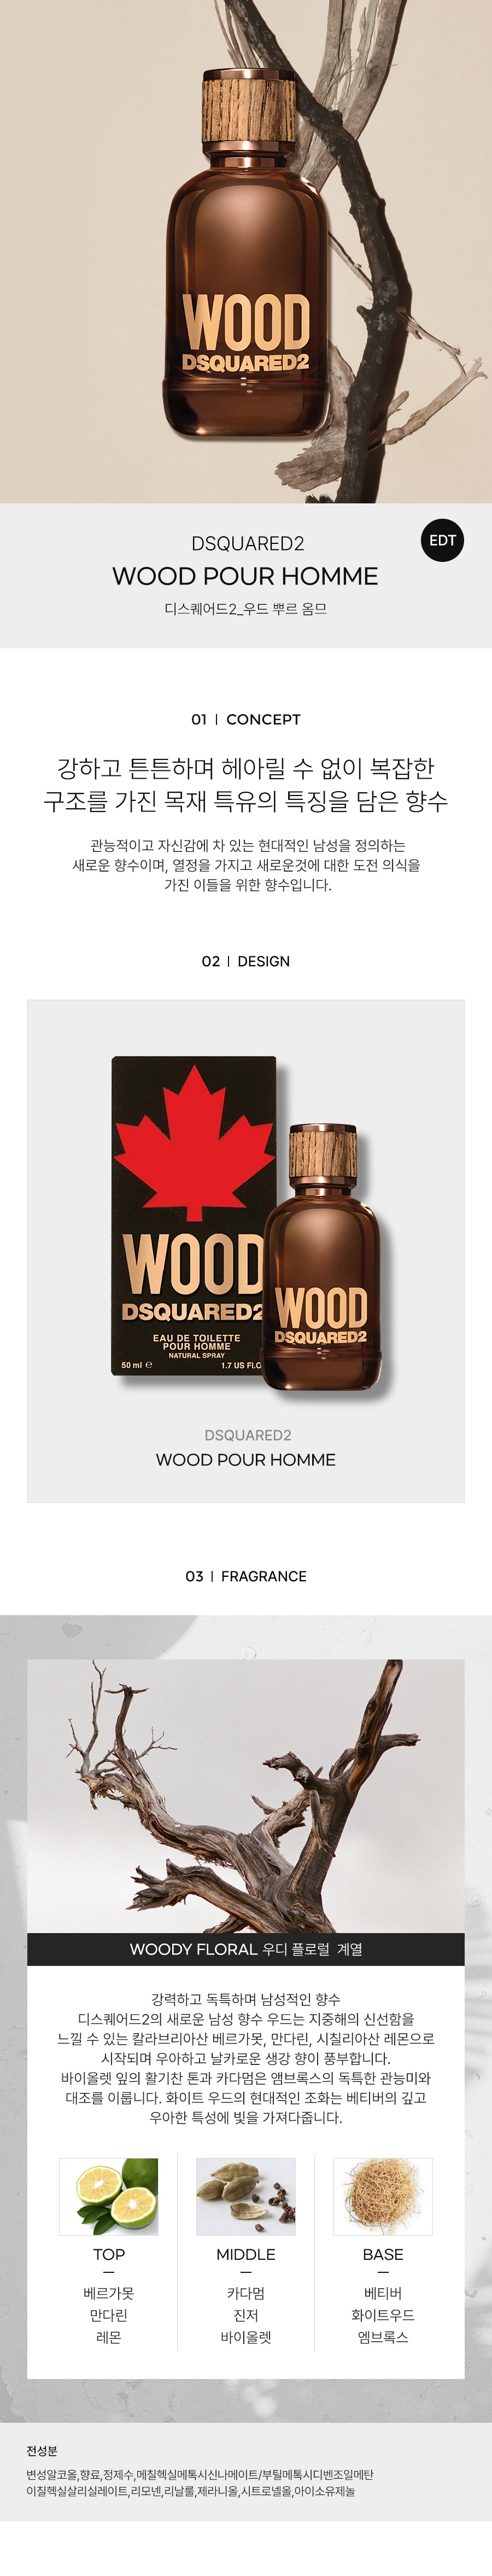 WOOD
DSQUARED2
EDT
DSQUARED2
WOOD POUR HOMME
디스퀘어드2_우드 뿌르 옴므
01 | CONCEPT
강하고 튼튼하며 헤아릴 수 없이 복잡한
구조를 가진 목재 특유의 특징을 담은 향수
관능적이고 자신감에 차 있는 현대적인 남성을 정의하는
새로운 향수이며, 열정을 가지고 새로운것에 대한 도전 의식을
가진 이들을 위한 향수입니다.
02 | DESIGN
WOOD
DSQUARED2
EAU DE TOILETTE
POUR HOMME
NATURAL SPRAY
50 ml ℮ 1.7 US FL.O
WOOD
DSQUARED2
DSQUARED2
WOOD POUR HOMME
03 | FRAGRANCE
WOODY FLORAL 우디 플로럴 계열
강력하고 독특하며 남성적인 향수
디스퀘어드2의 새로운 남성 향수 우드는 지중해의 신선함을
느낄 수 있는 칼라브리아산 베르가못, 만다린, 시칠리아산 레몬으로
시작되며 우아하고 날카로운 생강 향이 풍부합니다.
바이올렛 잎의 활기찬 톤과 카다멈은 앰브록스의 독특한 관능미와
대조를 이룹니다. 화이트 우드의 현대적인 조화는 베티버의 깊고
우아한 특성에 빛을 가져다줍니다.
TOP
베르가못
만다린
레몬
MIDDLE
카다멈
진저
바이올렛
BASE
베티버
화이트우드
엠브록스
전성분
변성알코올,향료,정제수,메칠헥실메톡시신나메이트/부틸메톡시디벤조일메탄
이칠헥실살리실레이트,리모넨,리날룰,제라니올,시트로넬올,아이소유제놀